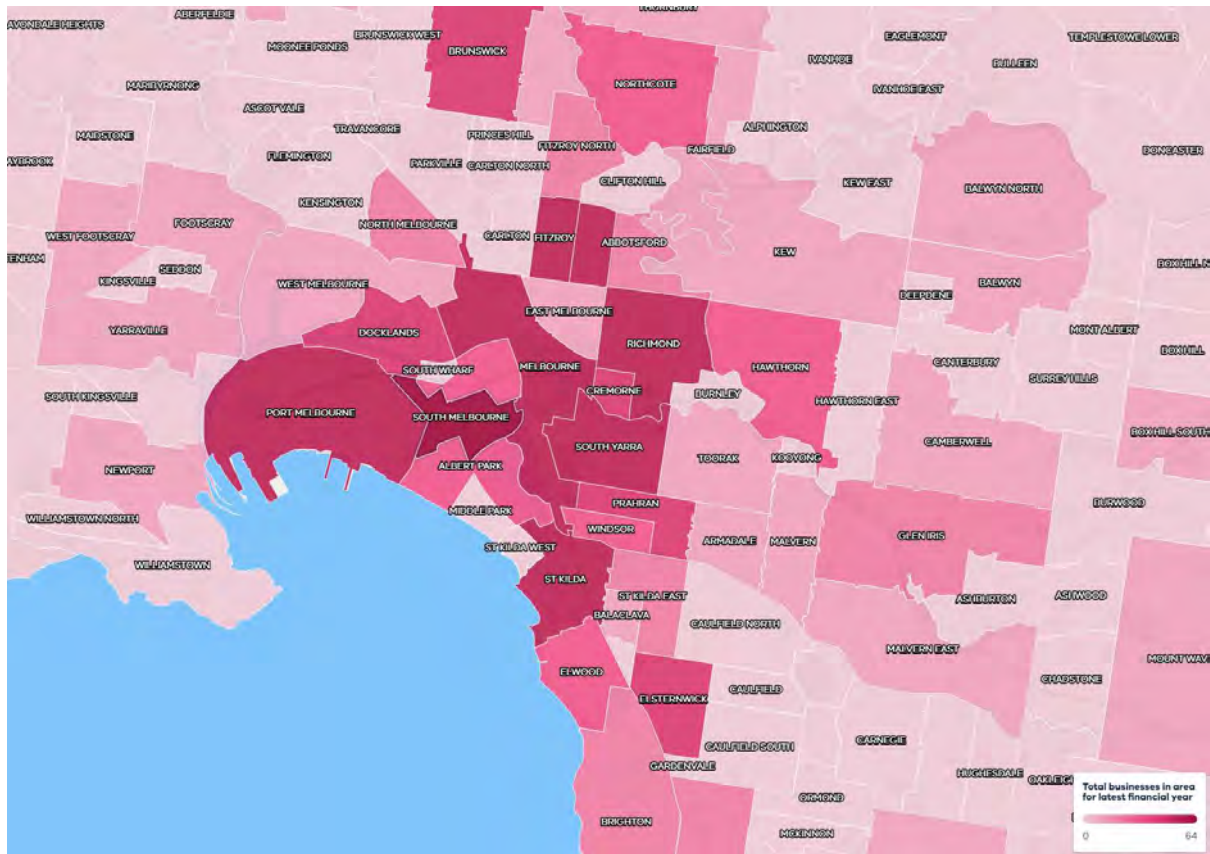 THORNBURY
ABERFELDIE
AVONDALE HEIGHTS
BRUNSWICK WEST
EAGLEMONT
TEMPLESTOWE LOWER
MOONEE PONDS
BRUNSWICK
IVANHOE
BULLEEN
MARIBYRNONG
NORTHCOTE
IVANHOE EAST
ASCOT VALE
MAIDSTONE
TRAVANCORE
PRINCES HILL
ALPHINGTON
FITZROY NORTH
FAIRFIELD
DONCASTER
AYBROOK
FLEMINGTON
PARKVILLE
CARLTON NORTH
CLIFTON HILL
KEW EAST
BALWYN NORTH
KENSINGTON
FOOTSCRAY
NORTH MELBOURNE
WEST FOOTSCRAY
CARLTON
FITZROY
ABBOTSFORD
KEW
TENHAM
SEDDON
BOX HILL N
KINGSVILLE
WEST MELBOURNE
BALWYN
DEEPDENE
EAST MELBOURNE
YARRAVILLE
DOCKLANDS
MONT ALBERT
RICHMOND
BOX HILL
CANTERBURY
SOUTH WHARF
MELBOURNE
HAWTHORN
SURREY HILLS
CREMORNE
BURNLEY
SOUTH KINGSVILLE
HAWTHORN EAST
PORT MELBOURNE
SOUTH MELBOURNE
CAMBERWELL
BOX HILL SOUTH
SOUTH YARRA
TOORAK
KOOYONG
NEWPORT
ALBERT PARK
PRAHRAN
BURWOOD
MIDDLE PARK
WILLIAMSTOWN NORTH
WINDSOR
GLEN IRIS
ARMADALE
MALVERN
ST KILDA WEST
WILLIAMSTOWN
ST KILDA
ST KILDA EAST
ASHBURTON
ASHWOOD
BALACLAVA
CAULFIELD NORTH
MALVERN EAST
MOUNT WAV
ELWOOD
CHADSTONE
CAULFIELD
ELSTERNWICK
CARNEGIE
CAULFIELD SOUTH
GARDENVALE
HUGHESDALE
OAKLEIGH
ORMOND
BRIGHTON
MCKINNON
Total businesses in area
for latest financial year
0
64